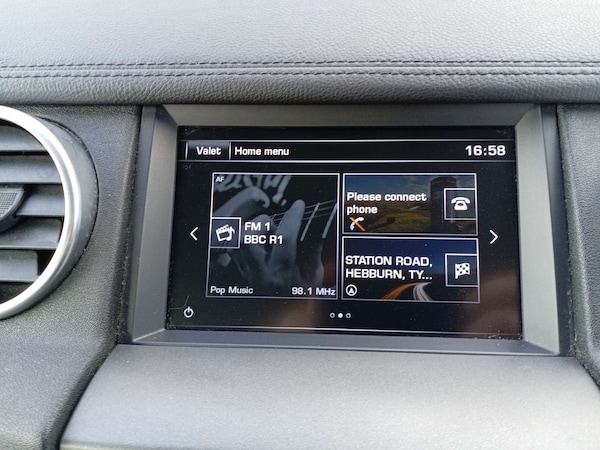 Valet Home menu 16:58
AF
FM 1
BBC R1
Pop Music 98.1 MHz
Please connect
phone
STATION ROAD,
HEBBURN, TY...
A